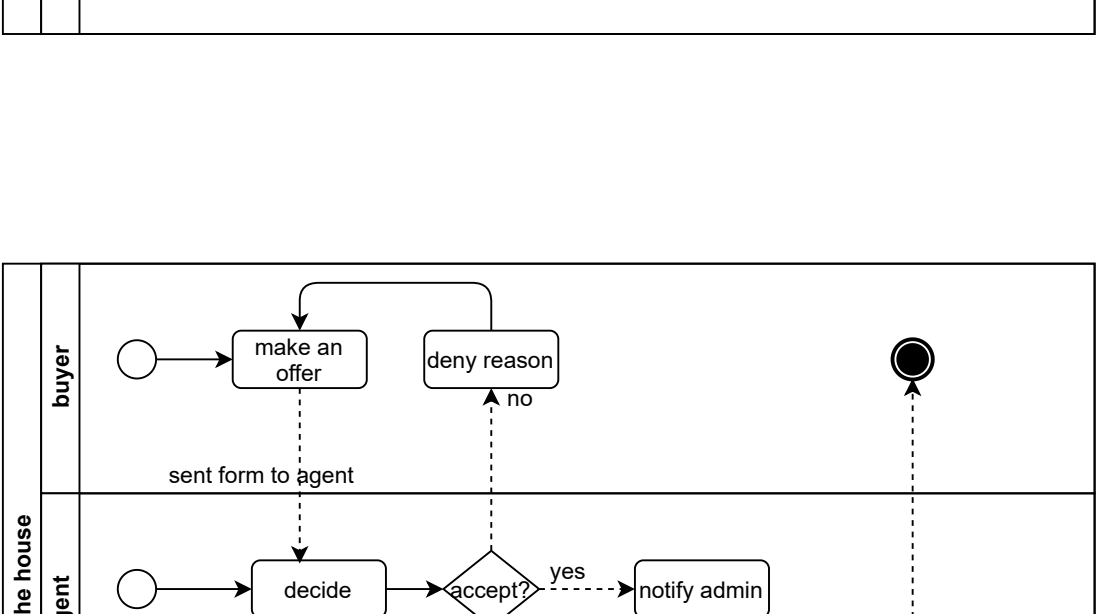 buyer
make an
offer
deny reason
no
sent form to agent
he house
gent
decide
accept?
yes
notify admin